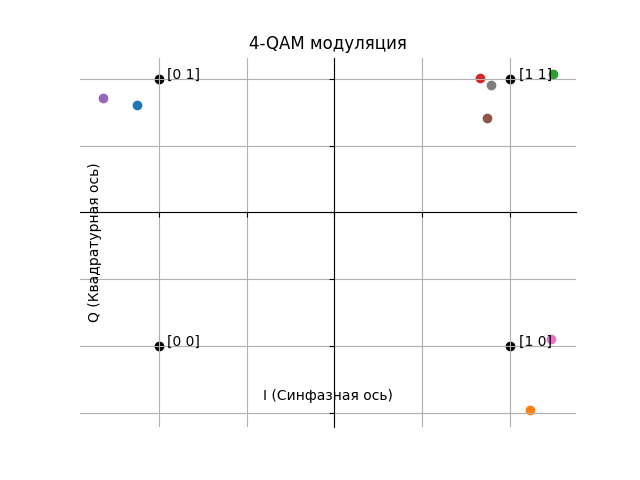 4-QAM модуляция
[0 1]
[1 1]
Q (Квадратурная ось)
[0 0]
[1 0]
I (Синфазная ось)